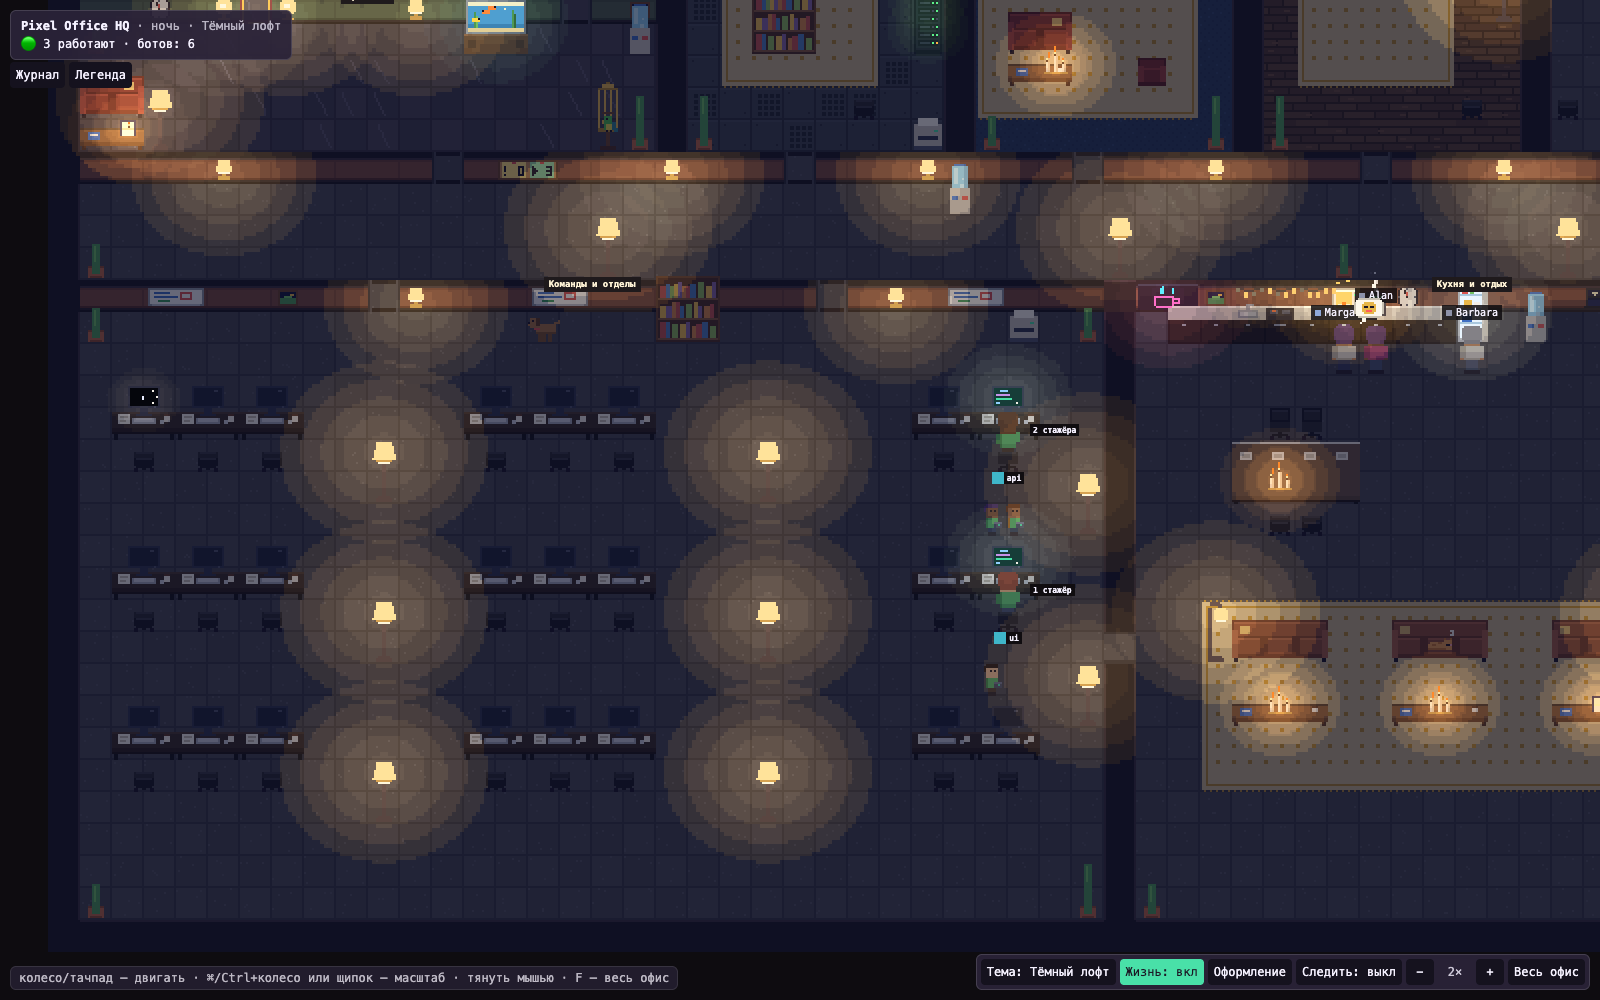 Pixel Office HQ · ночь · Тёмный лофт
3 работают · ботов: 6
Журнал
Легенда
Команды и отделы
Кухня и отдых
Alan
Marga
Barbara
2 стажёра
api
1 стажёр
ui
колесо/тачпад — двигать · ⌘/Ctrl+колесо или щипок — масштаб · тянуть мышью · F — весь офис
Тема: Тёмный лофт
Жизнь: вкл
Оформление
Следить: выкл
−
2×
+
Весь офис